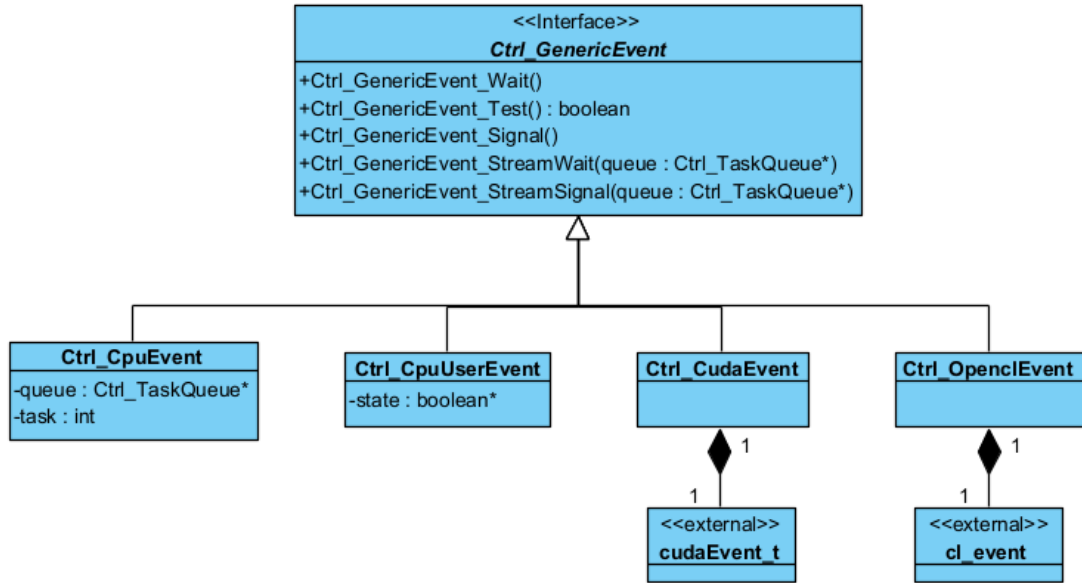 <<Interface>>
Ctrl_GenericEvent
+Ctrl_GenericEvent_Wait()
+Ctrl_GenericEvent_Test() : boolean
+Ctrl_GenericEvent_Signal()
+Ctrl_GenericEvent_StreamWait(queue : Ctrl_TaskQueue*)
+Ctrl_GenericEvent_StreamSignal(queue : Ctrl_TaskQueue*)
Ctrl_CpuEvent
-queue : Ctrl_TaskQueue*
-task : int
Ctrl_CpuUserEvent
-state : boolean*
Ctrl_CudaEvent
Ctrl_OpenclEvent
1
1
1
1
<<external>>
cudaEvent_t
<<external>>
cl_event